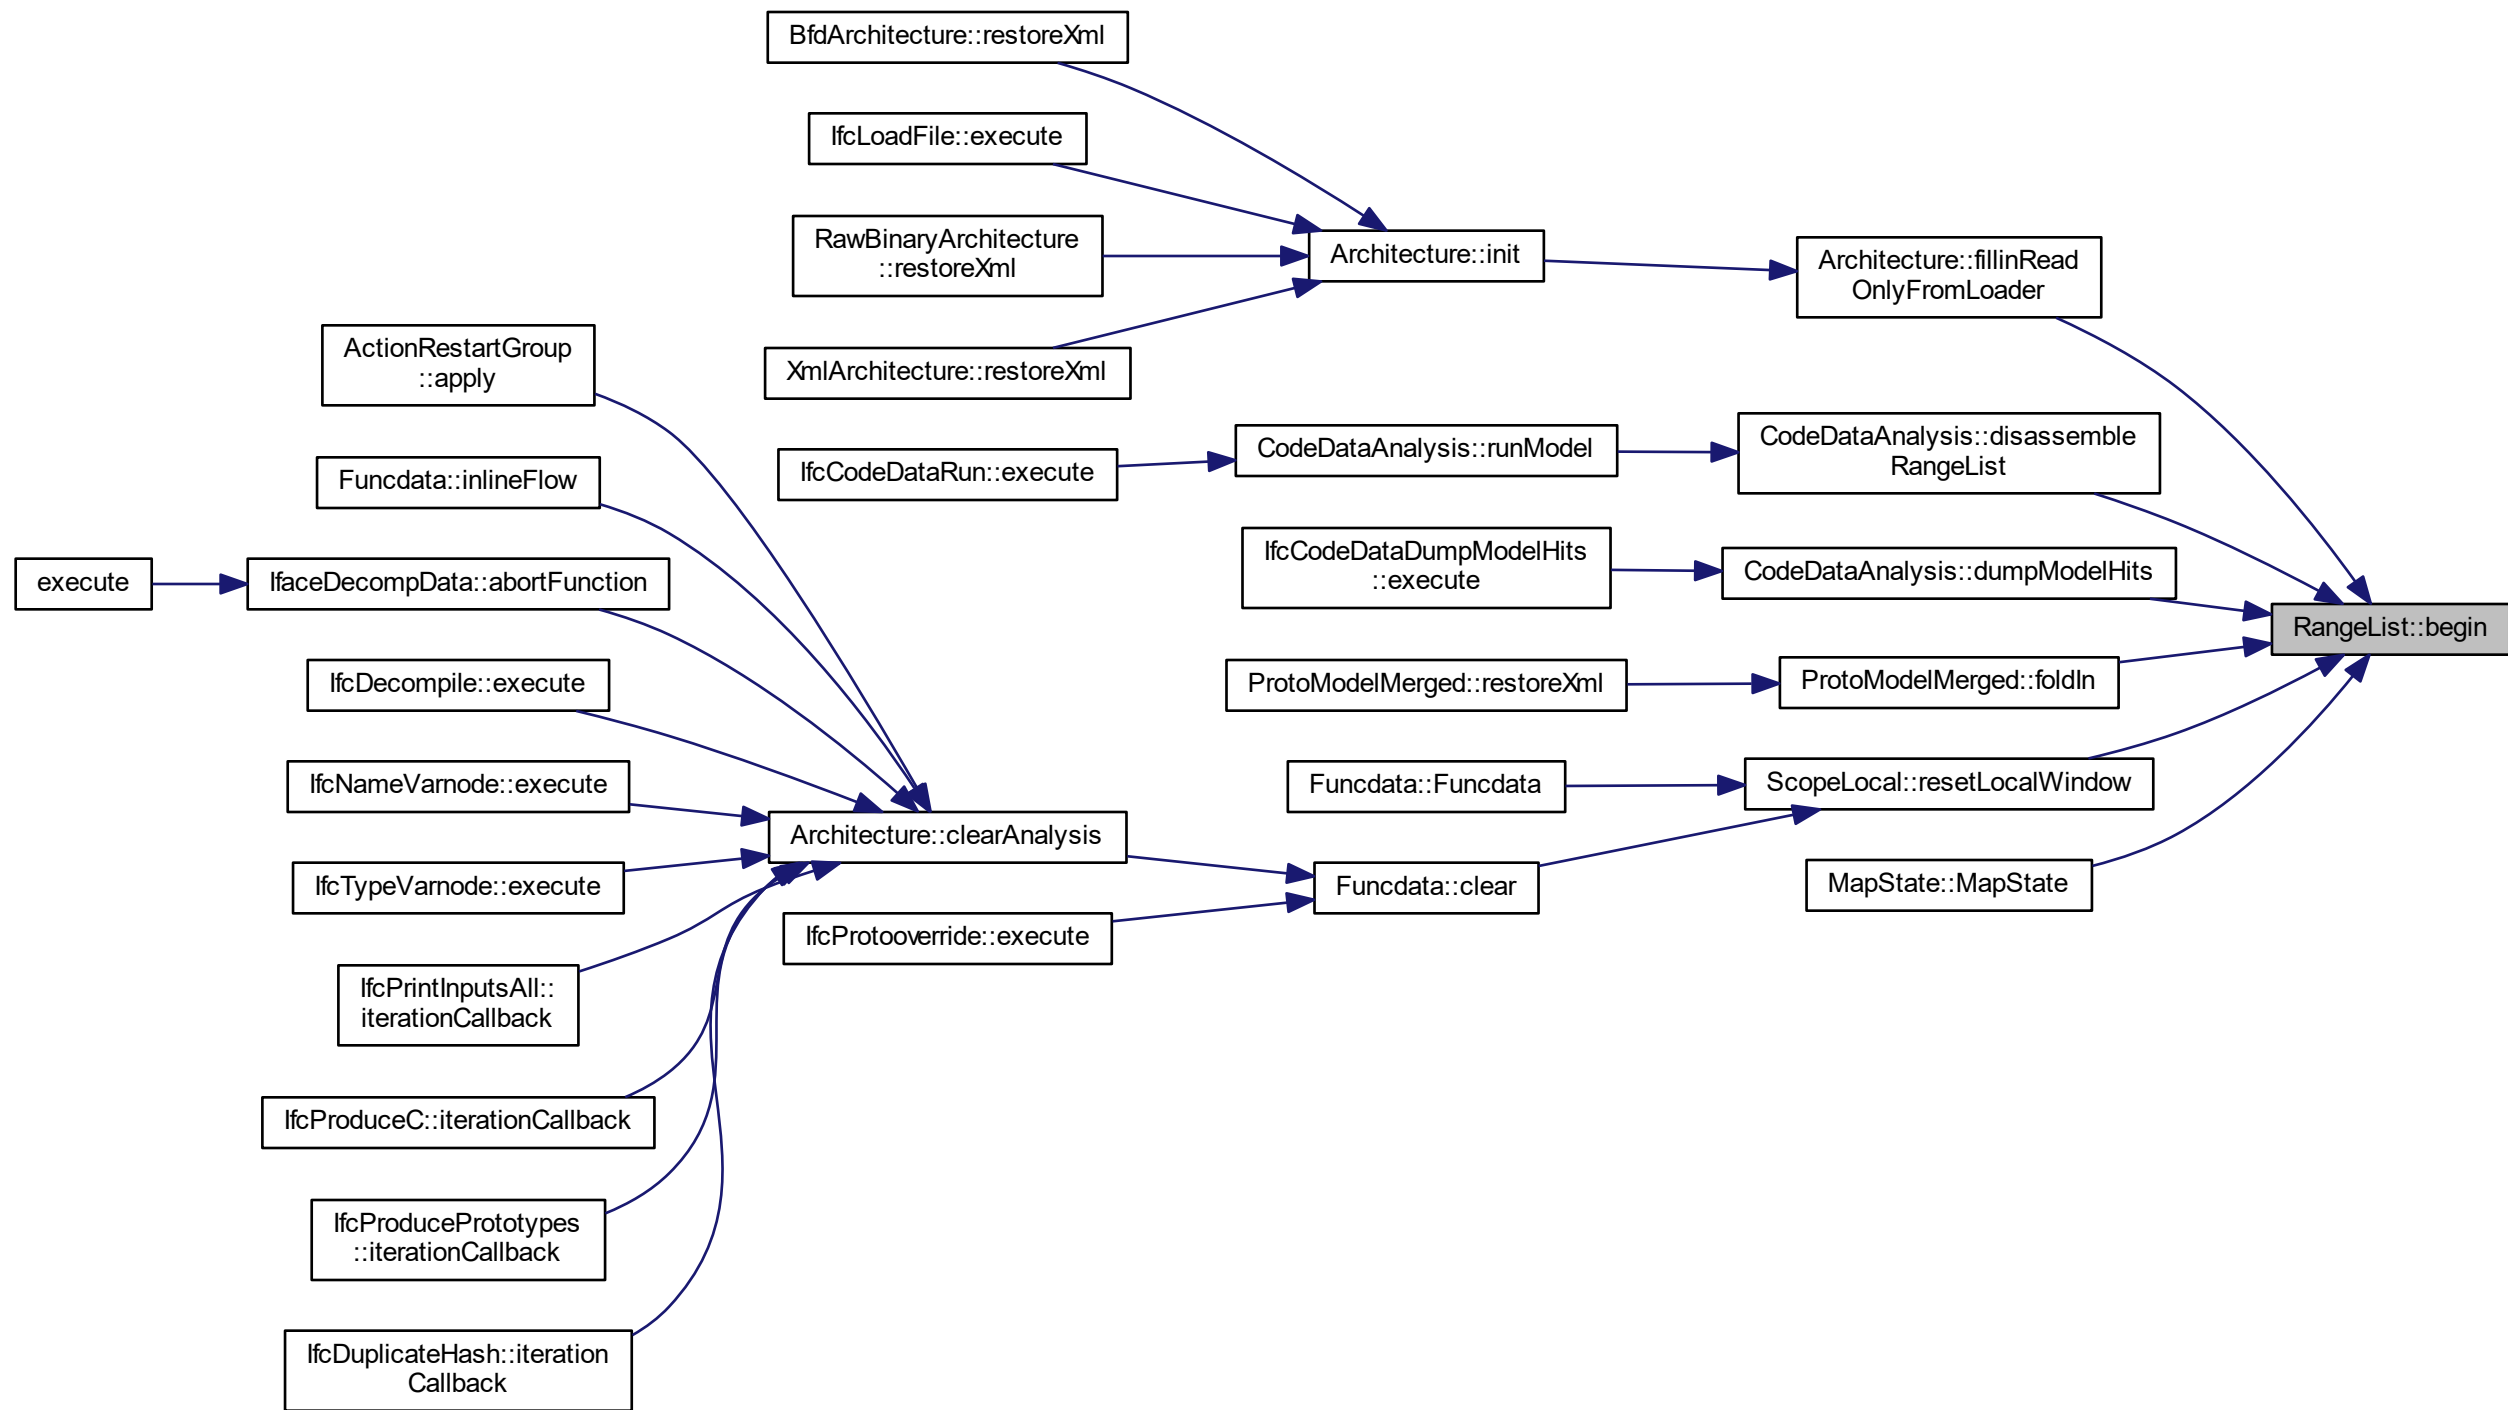 BfdArchitecture::restoreXml
IfcLoadFile::execute
RawBinaryArchitecture
::restoreXml
Architecture::init
Architecture::fillinRead
OnlyFromLoader
XmlArchitecture::restoreXml
ActionRestartGroup
::apply
CodeDataAnalysis::disassemble
RangeList
CodeDataAnalysis::runModel
IfcCodeDataRun::execute
Funcdata::inlineFlow
IfcCodeDataDumpModelHits
::execute
CodeDataAnalysis::dumpModelHits
execute
IfaceDecompData::abortFunction
RangeList::begin
IfcDecompile::execute
ProtoModelMerged::restoreXml
ProtoModelMerged::foldIn
IfcNameVarnode::execute
Funcdata::Funcdata
ScopeLocal::resetLocalWindow
Architecture::clearAnalysis
IfcTypeVarnode::execute
Funcdata::clear
MapState::MapState
IfcProtooverride::execute
IfcPrintInputsAll::
iterationCallback
IfcProduceC::iterationCallback
IfcProducePrototypes
::iterationCallback
IfcDuplicateHash::iteration
Callback